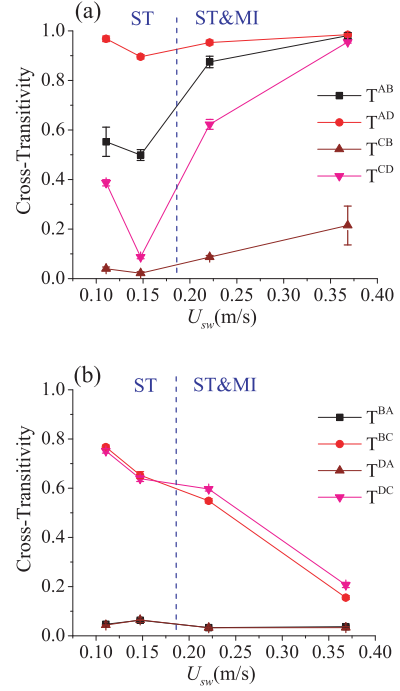 (a)
ST
ST&MI
1.0
0.8
0.6
0.4
0.2
0.0
Cross-Transitivity
T^AB
T^AD
T^CB
T^CD
0.10 0.15 0.20 0.25 0.30 0.35 0.40
U_sw(m/s)
(b)
ST
ST&MI
1.0
0.8
0.6
0.4
0.2
0.0
Cross-Transitivity
T^BA
T^BC
T^DA
T^DC
0.10 0.15 0.20 0.25 0.30 0.35 0.40
U_sw(m/s)